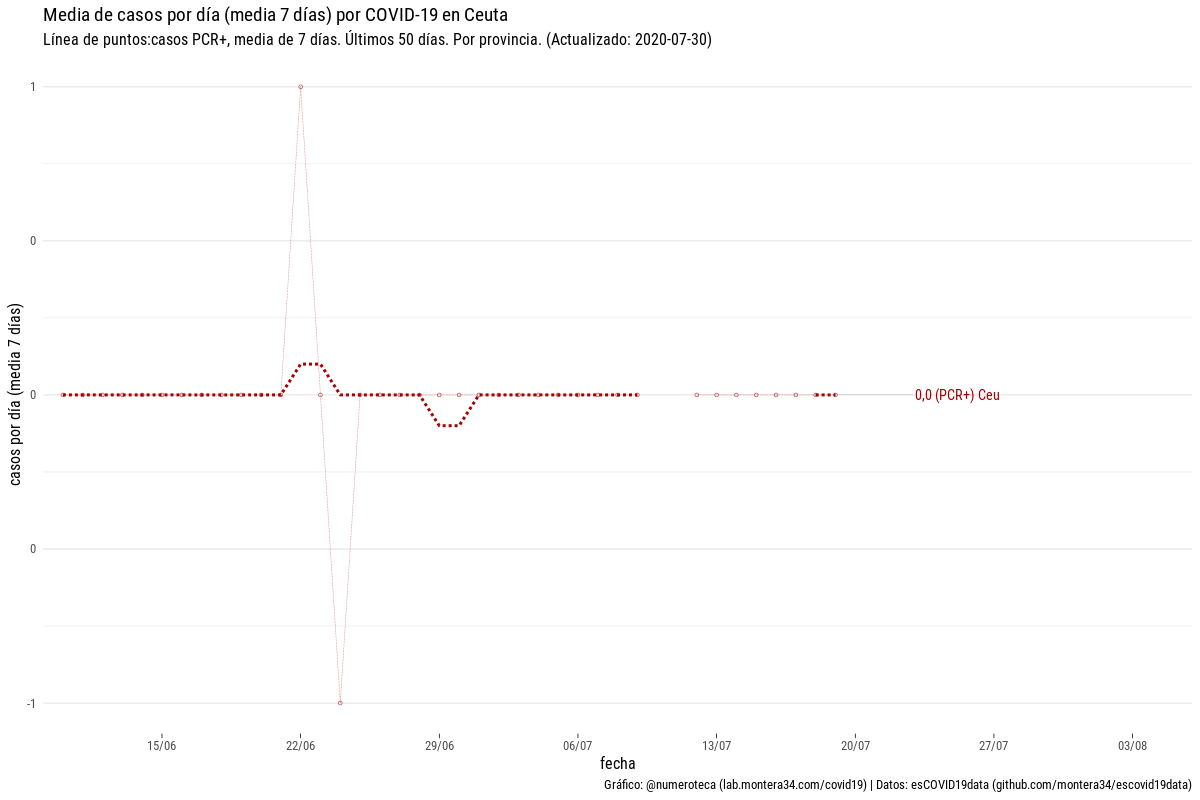 Media de casos por día (media 7 días) por COVID-19 en Ceuta
Línea de puntos:casos PCR+, media de 7 días. Últimos 50 días. Por provincia. (Actualizado: 2020-07-30)
casos por día (media 7 días)
1
0
0
0
-1
0,0 (PCR+) Ceu
15/06
22/06
29/06
06/07
13/07
20/07
27/07
03/08
fecha
Gráfico: @numeroteca (lab.montera34.com/covid19) | Datos: esCOVID19data (github.com/montera34/escovid19data)